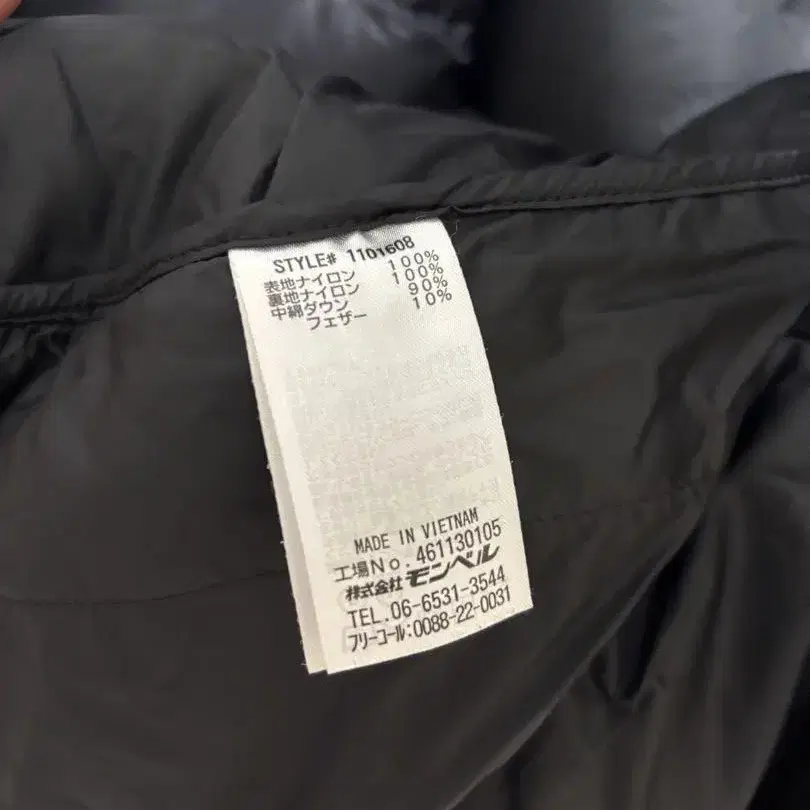 STYLE# 1101608
表地ナイロン 100%
裏地ナイロン 100%
中綿ダウン 90%
フェザー 10%
MADE IN VIETNAM
工場No. 461130105
株式会社モンベル
TEL.06-6531-3544
フリーコール:0088-22-0031